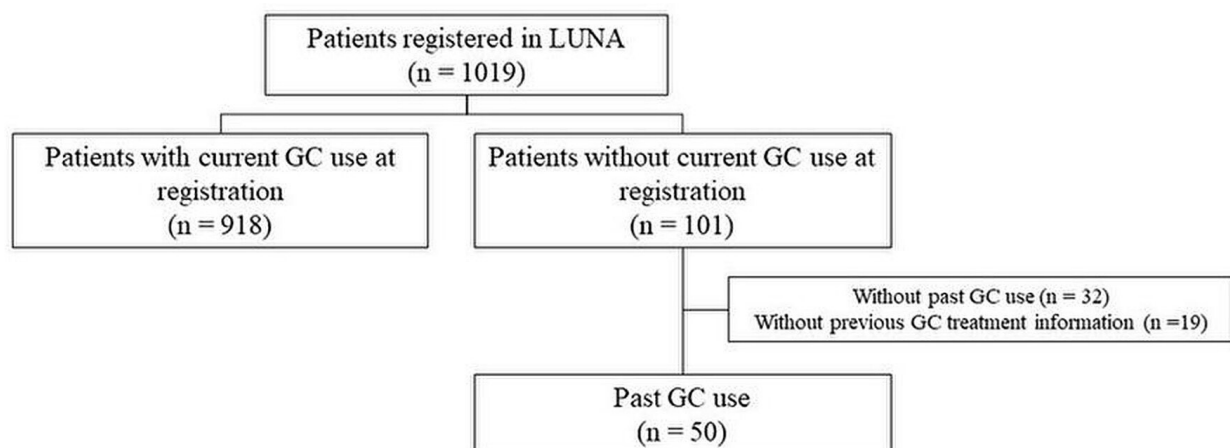 Patients registered in LUNA
(n = 1019)
Patients with current GC use at
registration
(n = 918)
Patients without current GC use at
registration
(n = 101)
Without past GC use (n = 32)
Without previous GC treatment information (n =19)
Past GC use
(n = 50)